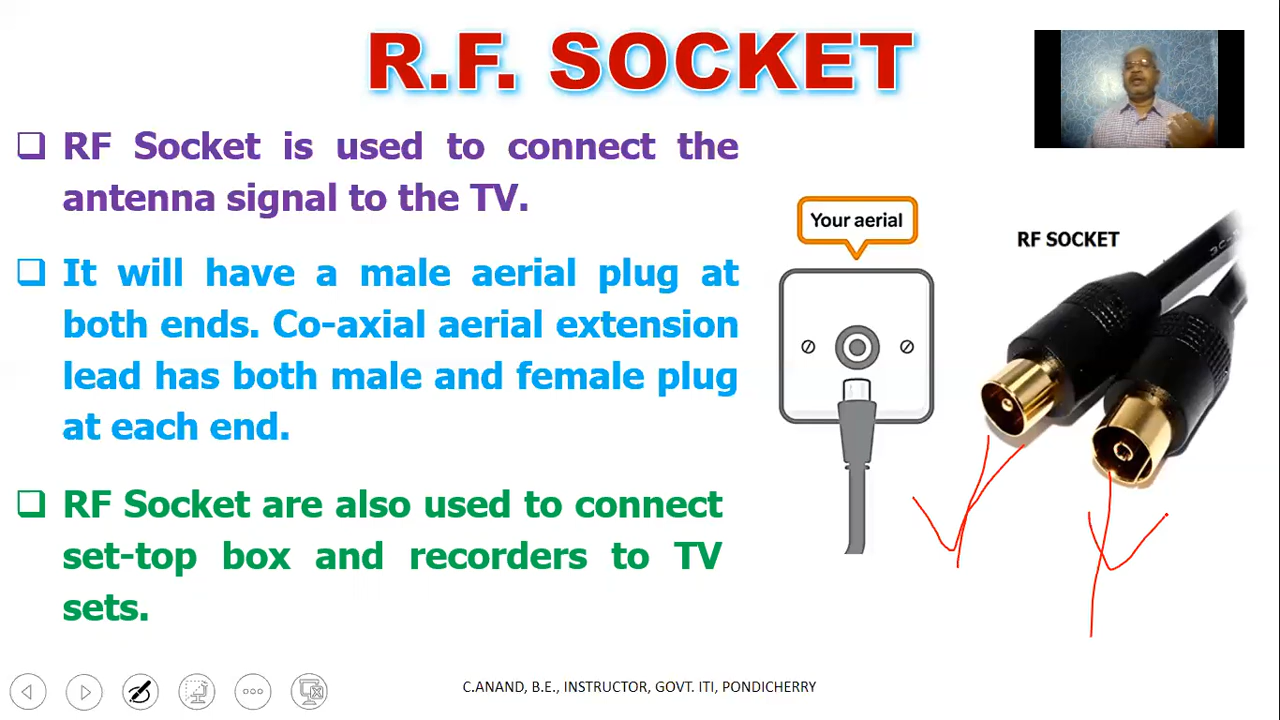 R.F. SOCKET
RF Socket is used to connect the
antenna signal to the TV.
It will have a male aerial plug at
both ends. Co-axial aerial extension
lead has both male and female plug
at each end.
RF Socket are also used to connect
set-top box and recorders to TV
sets.
Your aerial
RF SOCKET
C.ANAND, B.E., INSTRUCTOR, GOVT. ITI, PONDICHERRY